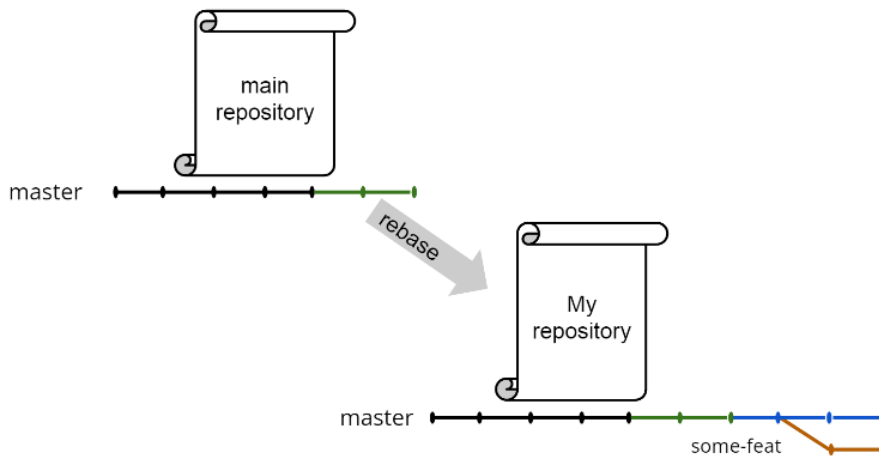 main
repository
master
rebase
My
repository
master
some-feat